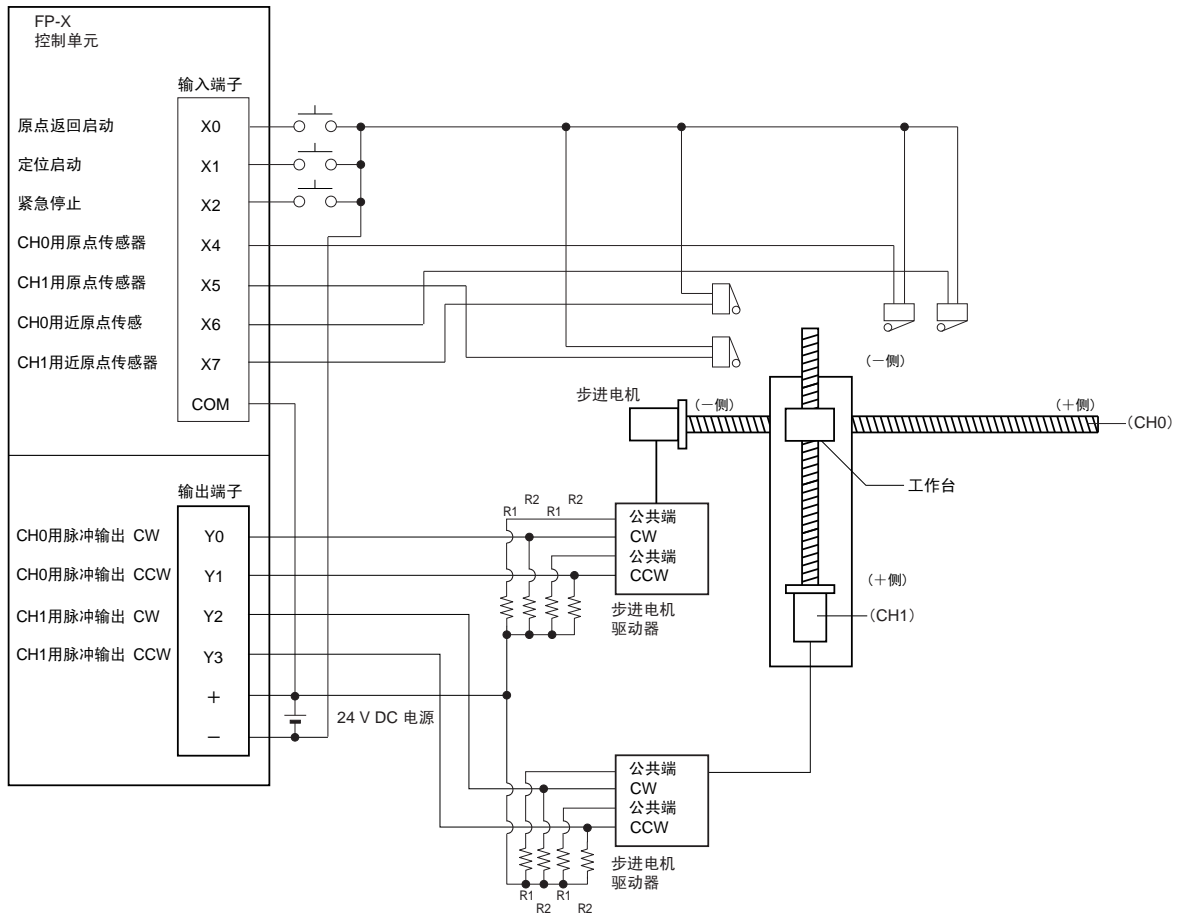 FP-X
控制单元
输入端子
原点返回启动 X0
定位启动 X1
紧急停止 X2
CH0用原点传感器 X4
CH1用原点传感器 X5
CH0用近原点传感 X6
CH1用近原点传感器 X7
COM
(-侧)
步进电机 (-侧) (+侧) (CH0)
工作台
输出端子
R1 R2 R1 R2
公共端
CH0用脉冲输出 CW Y0 CW
公共端
CH0用脉冲输出 CCW Y1 CCW
(+侧)
步进电机
驱动器
(CH1)
CH1用脉冲输出 CW Y2
CH1用脉冲输出 CCW Y3
+
24 V DC 电源
-
公共端
CW
公共端
CCW
步进电机
驱动器
R1 R2 R1 R2